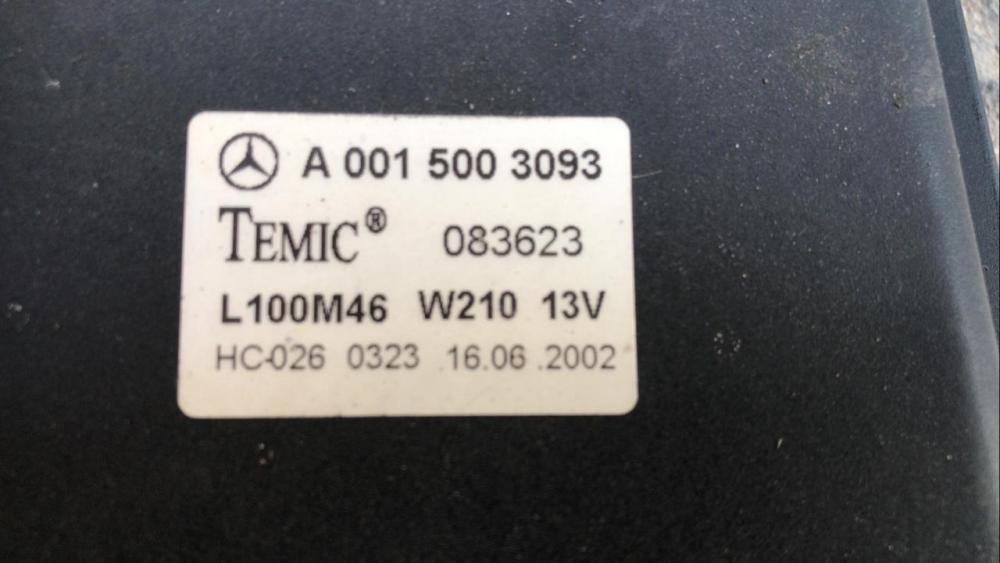 A 001 500 3093
TEMIC® 083623
L100M46 W210 13V
HC-026 0323 .16.06 .2002